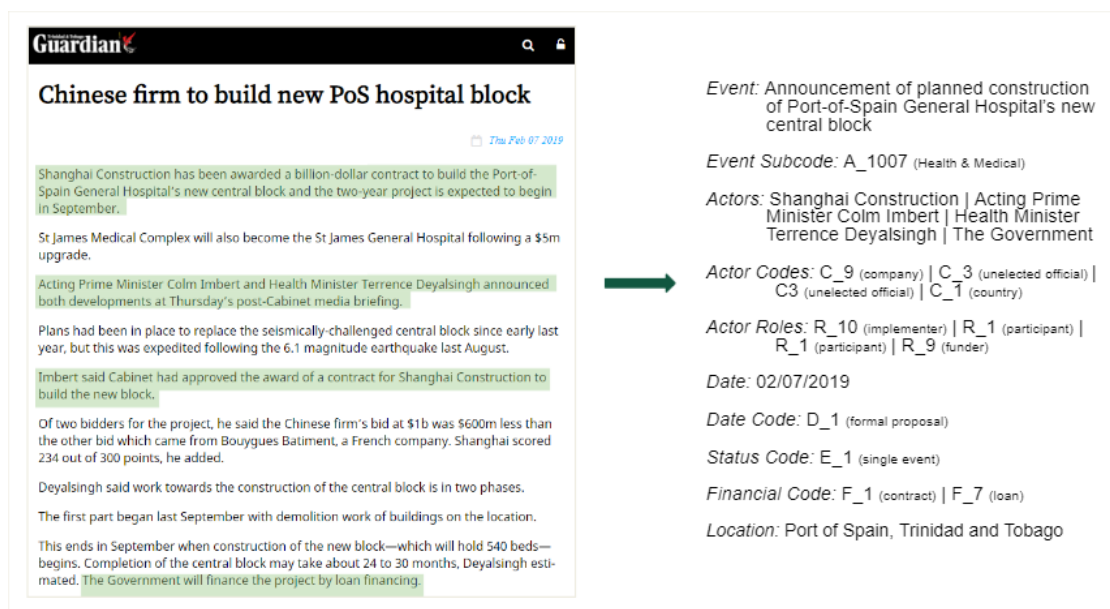 Trinidad & Tobago
Guardian
Chinese firm to build new PoS hospital block
Thu Feb 07 2019
Shanghai Construction has been awarded a billion-dollar contract to build the Port-of-
Spain General Hospital's new central block and the two-year project is expected to begin
in September.
St James Medical Complex will also become the St James General Hospital following a $5m
upgrade.
Acting Prime Minister Colm Imbert and Health Minister Terrence Deyalsingh announced
both developments at Thursday's post-Cabinet media briefing.
Plans had been in place to replace the seismically-challenged central block since early last
year, but this was expedited following the 6.1 magnitude earthquake last August.
Imbert said Cabinet had approved the award of a contract for Shanghai Construction to
build the new block.
Of two bidders for the project, he said the Chinese firm's bid at $1b was $600m less than
the other bid which came from Bouygues Batiment, a French company. Shanghai scored
234 out of 300 points, he added.
Deyalsingh said work towards the construction of the central block is in two phases.
The first part began last September with demolition work of buildings on the location.
This ends in September when construction of the new block—which will hold 540 beds—
begins. Completion of the central block may take about 24 to 30 months, Deyalsingh esti-
mated. The Government will finance the project by loan financing.
Event: Announcement of planned construction
of Port-of-Spain General Hospital's new
central block
Event Subcode: A_1007 (Health & Medical)
Actors: Shanghai Construction | Acting Prime
Minister Colm Imbert | Health Minister
Terrence Deyalsingh | The Government
Actor Codes: C_9 (company) | C_3 (unelected official) |
C3 (unelected official) | C_1 (country)
Actor Roles: R_10 (implementer) | R_1 (participant) |
R_1 (participant) | R_9 (funder)
Date: 02/07/2019
Date Code: D_1 (formal proposal)
Status Code: E_1 (single event)
Financial Code: F_1 (contract) | F_7 (loan)
Location: Port of Spain, Trinidad and Tobago